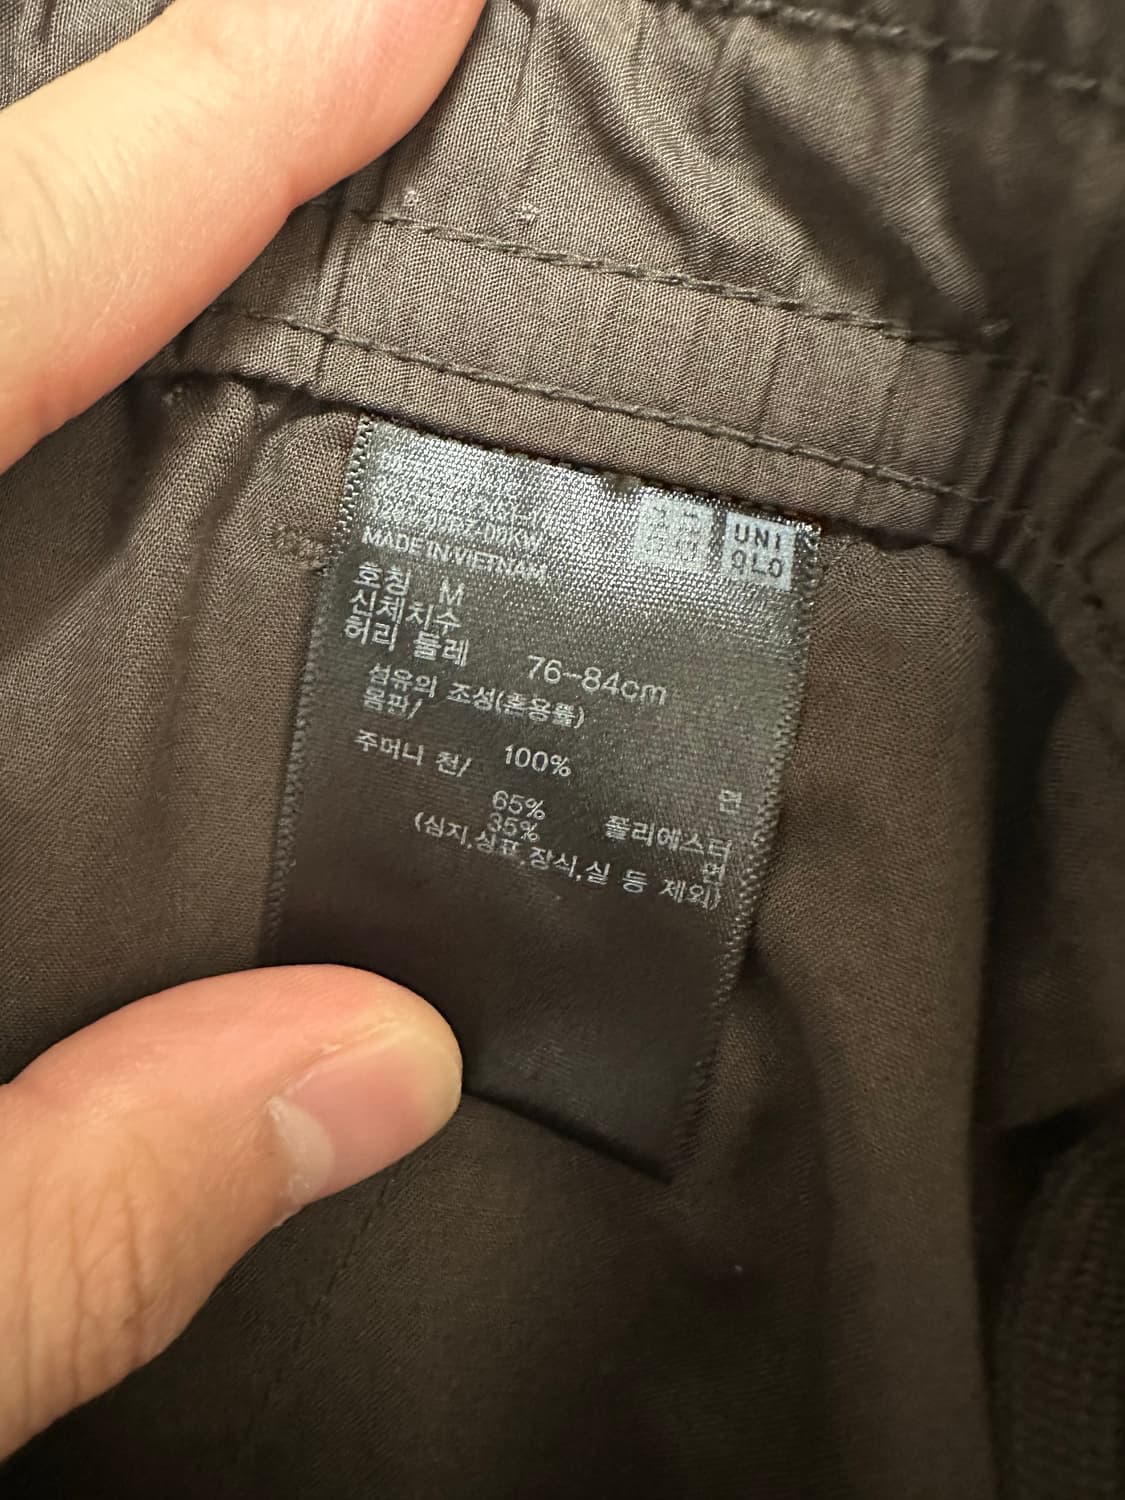 UNI
QLO
MADE IN VIETNAM
호칭 M
신체치수
허리 둘레 76-84cm
섬유의 조성(혼용률)
몸판/
100% 면
주머니 천/
65% 폴리에스터
35% 면
(심지,상표,장식,실 등 제외)